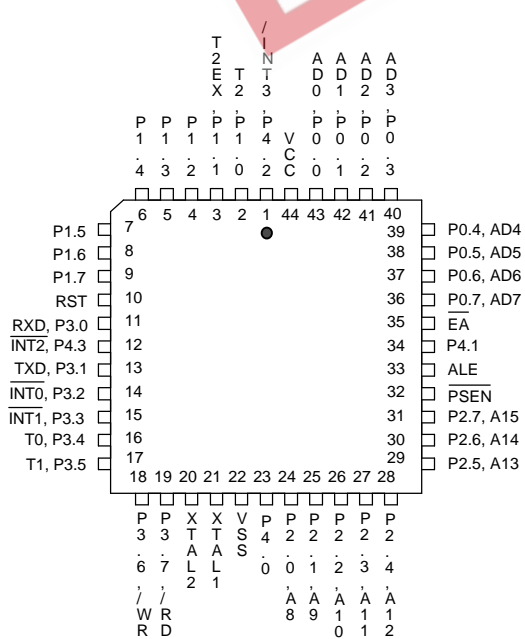 P1.4
P1.3
P1.2
T2EX,P1.1
T2,P1.0
/INT3,P4.2
VCC
AD0,P0.0
AD1,P0.1
AD2,P0.2
AD3,P0.3
6 5 4 3 2 1 44 43 42 41 40
P1.5 7
P1.6 8
P1.7 9
RST 10
RXD, P3.0 11
INT2, P4.3 12
TXD, P3.1 13
INT0, P3.2 14
INT1, P3.3 15
T0, P3.4 16
T1, P3.5 17
39 P0.4, AD4
38 P0.5, AD5
37 P0.6, AD6
36 P0.7, AD7
35 EA
34 P4.1
33 ALE
32 PSEN
31 P2.7, A15
30 P2.6, A14
29 P2.5, A13
18 19 20 21 22 23 24 25 26 27 28
P3.6,/WR
P3.7,/RD
XTAL2
XTAL1
VSS
P4.0
P2.0,A8
P2.1,A9
P2.2,A10
P2.3,A11
P2.4,A12